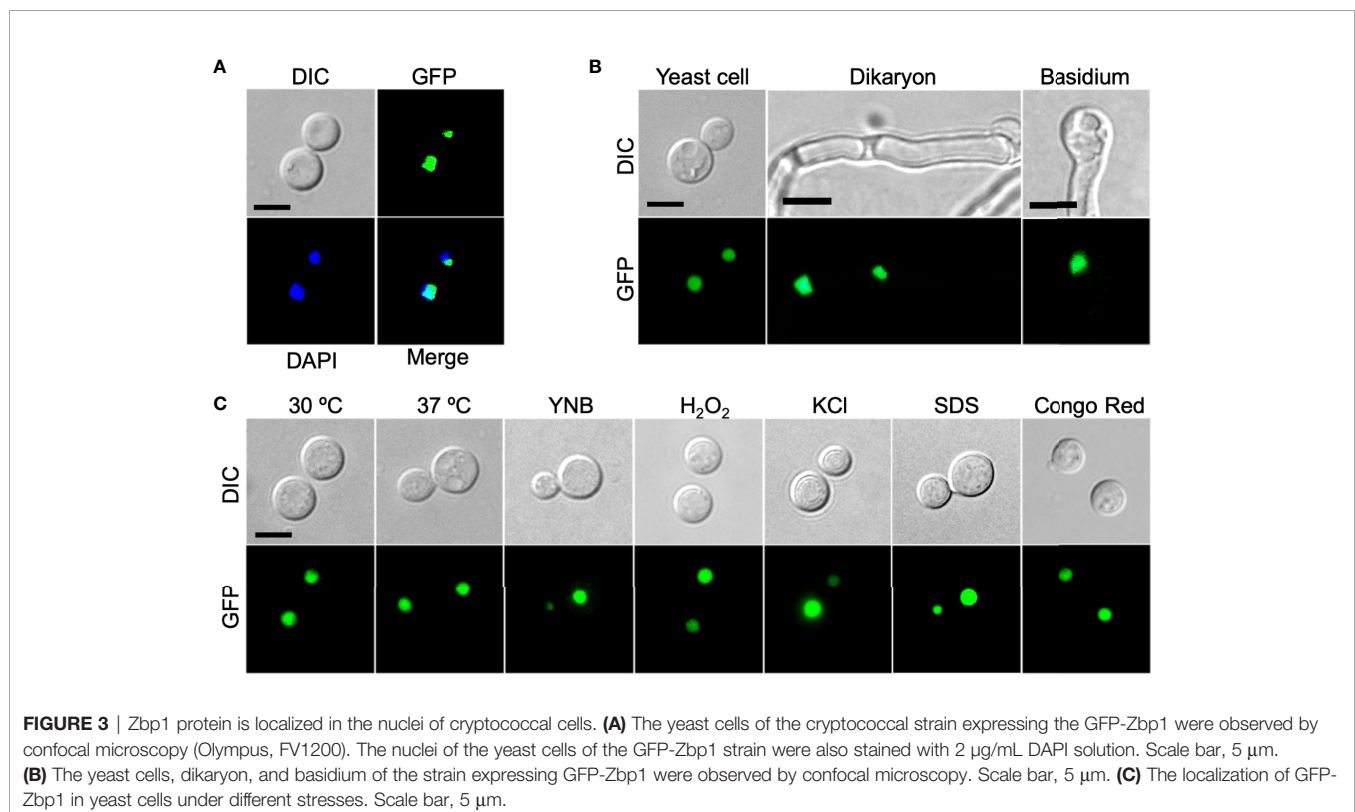 A
DIC GFP
DAPI Merge
B
Yeast cell Dikaryon Basidium
DIC
GFP
C
30 ºC 37 ºC YNB H₂O₂ KCl SDS Congo Red
DIC
GFP
FIGURE 3 | Zbp1 protein is localized in the nuclei of cryptococcal cells. (A) The yeast cells of the cryptococcal strain expressing the GFP-Zbp1 were observed by
confocal microscopy (Olympus, FV1200). The nuclei of the yeast cells of the GFP-Zbp1 strain were also stained with 2 µg/mL DAPI solution. Scale bar, 5 µm.
(B) The yeast cells, dikaryon, and basidium of the strain expressing GFP-Zbp1 were observed by confocal microscopy. Scale bar, 5 µm. (C) The localization of GFP-
Zbp1 in yeast cells under different stresses. Scale bar, 5 µm.